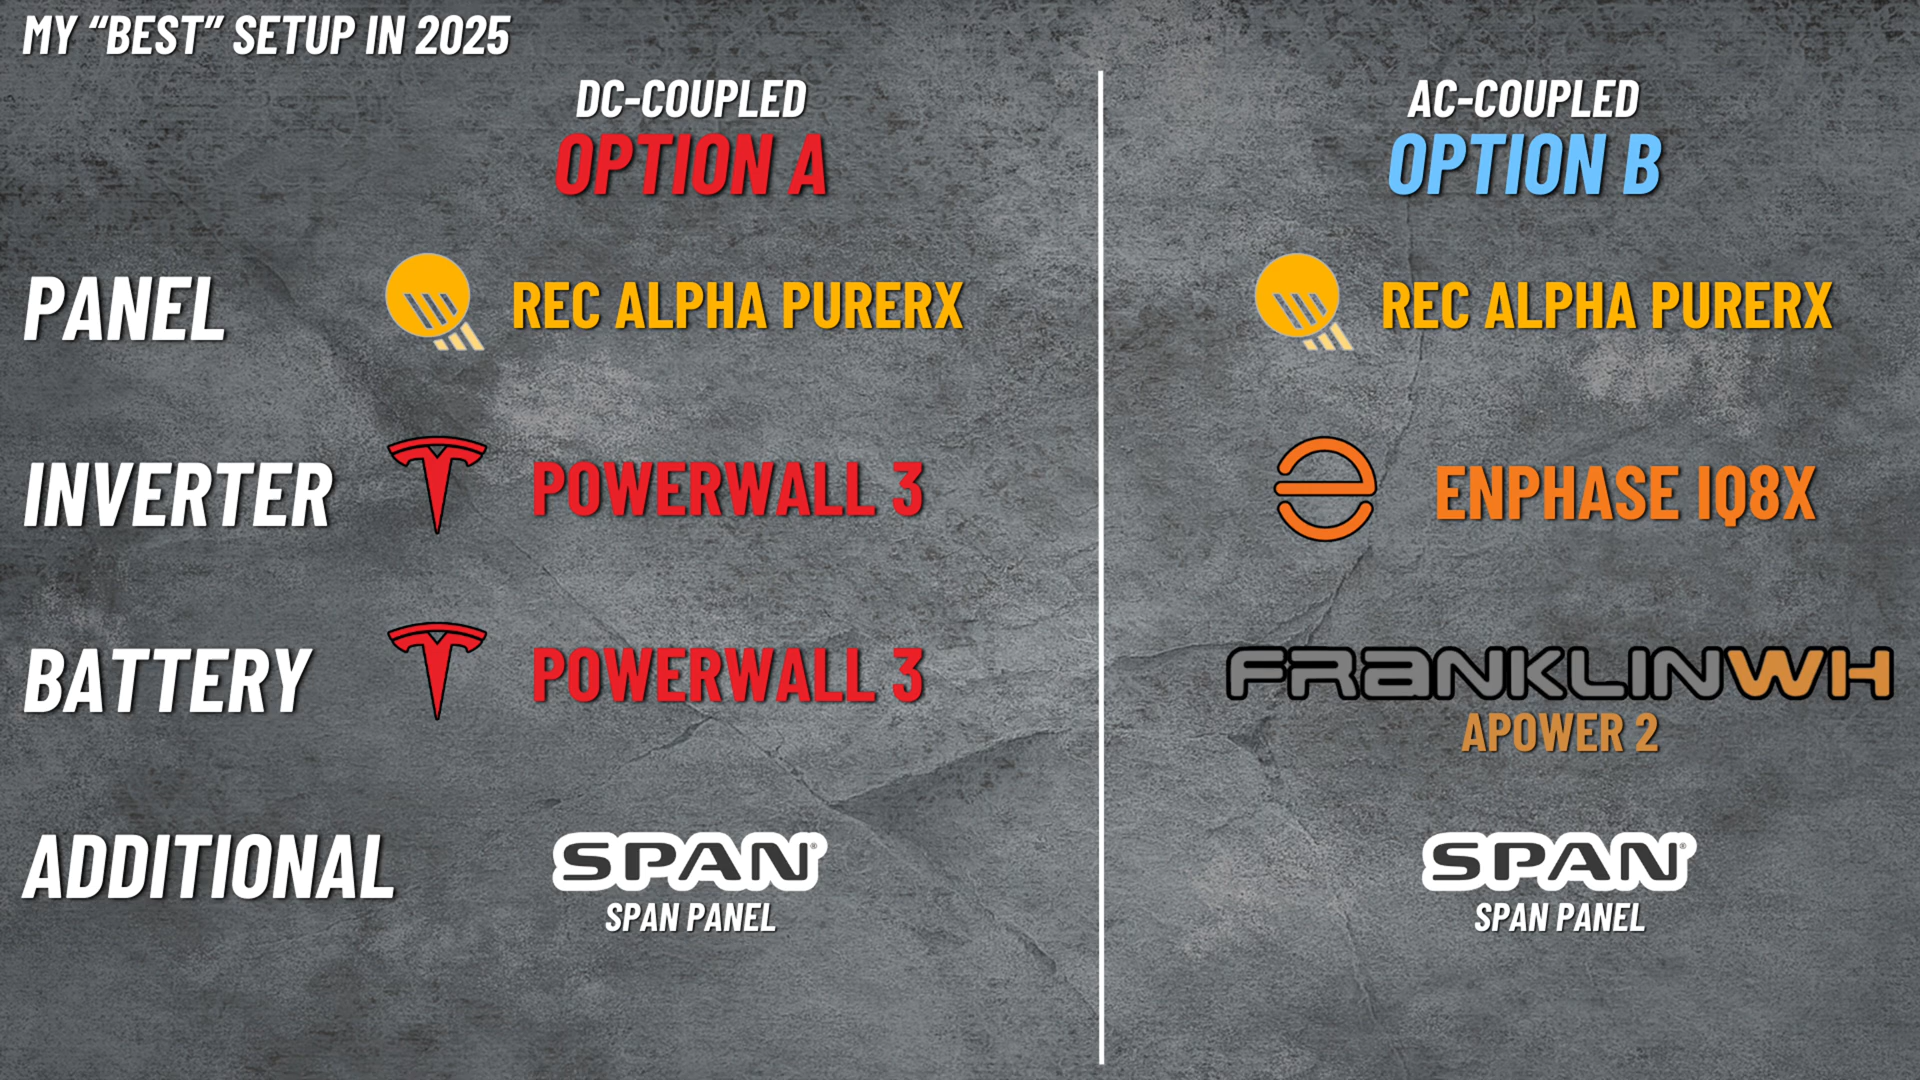 MY “BEST” SETUP IN 2025
DC-COUPLED
OPTION A
AC-COUPLED
OPTION B
PANEL
REC ALPHA PURERX
REC ALPHA PURERX
INVERTER
POWERWALL 3
ENPHASE IQ8X
BATTERY
POWERWALL 3
FRANKLINWH
APOWER 2
ADDITIONAL
SPAN®
SPAN PANEL
SPAN®
SPAN PANEL